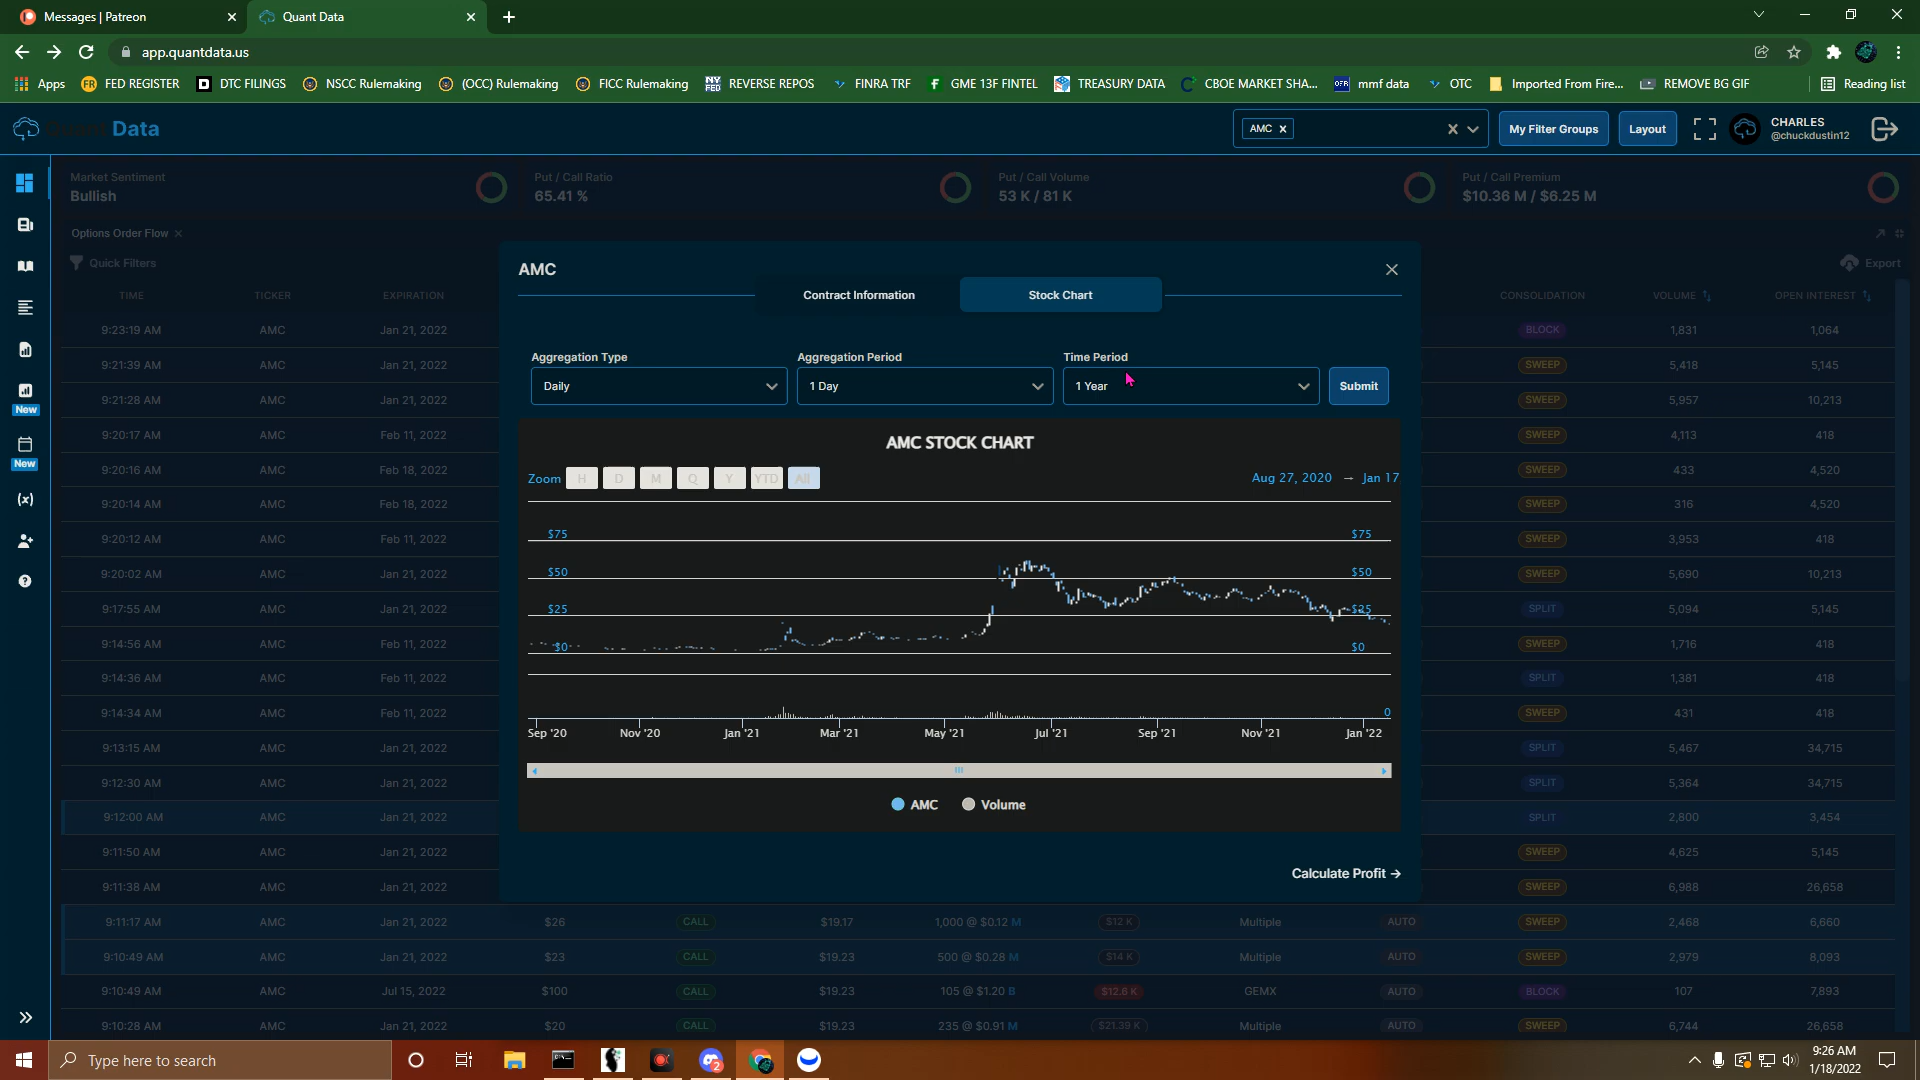 Messages | Patreon
Quant Data
app.quantdata.us
Apps FED REGISTER DTC FILINGS NSCC Rulemaking (OCC) Rulemaking FICC Rulemaking REVERSE REPOS FINRA TRF GME 13F FINTEL TREASURY DATA CBOE MARKET SHA... mmf data OTC Imported From Fire... REMOVE BG GIF Reading list
Quant Data
AMC
My Filter Groups
Layout
CHARLES
@chuckdustin12
Market Sentiment
Bullish
Put / Call Ratio
65.41 %
Put / Call Volume
53 K / 81 K
Put / Call Premium
$10.36 M / $6.25 M
Options Order Flow
Quick Filters
Export
New
New
AMC
Contract Information
Stock Chart
Aggregation Type
Daily
Aggregation Period
1 Day
Time Period
1 Year
Submit
AMC STOCK CHART
Zoom H D M Q Y YTD All
Aug 27, 2020 → Jan 17
$75 $75
$50 $50
$25 $25
$0 $0
0
Sep '20 Nov '20 Jan '21 Mar '21 May '21 Jul '21 Sep '21 Nov '21 Jan '22
AMC Volume
Calculate Profit →
TIME TICKER EXPIRATION CONSOLIDATION VOLUME OPEN INTEREST
9:23:19 AM AMC Jan 21, 2022 BLOCK 1,831 1,064
9:21:39 AM AMC Jan 21, 2022 SWEEP 5,418 5,145
9:21:28 AM AMC Jan 21, 2022 SWEEP 5,957 10,213
9:20:17 AM AMC Feb 11, 2022 SWEEP 4,113 418
9:20:16 AM AMC Feb 18, 2022 SWEEP 433 4,520
9:20:14 AM AMC Feb 18, 2022 SWEEP 316 4,520
9:20:12 AM AMC Feb 11, 2022 SWEEP 3,953 418
9:20:02 AM AMC Jan 21, 2022 SWEEP 5,690 10,213
9:17:55 AM AMC Jan 21, 2022 SPLIT 5,094 5,145
9:14:56 AM AMC Feb 11, 2022 SWEEP 1,716 418
9:14:36 AM AMC Feb 11, 2022 SPLIT 1,381 418
9:14:34 AM AMC Feb 11, 2022 SWEEP 431 418
9:13:15 AM AMC Jan 21, 2022 SPLIT 5,467 34,715
9:12:30 AM AMC Jan 21, 2022 SPLIT 5,364 34,715
9:12:00 AM AMC Jan 21, 2022 SPLIT 2,800 3,454
9:11:50 AM AMC Jan 21, 2022 SWEEP 4,625 5,145
9:11:38 AM AMC Jan 21, 2022 SWEEP 6,988 26,658
9:11:17 AM AMC Jan 21, 2022 $26 CALL $19.17 1,000 @ $0.12 M $12 K Multiple AUTO SWEEP 2,468 6,660
9:10:49 AM AMC Jan 21, 2022 $23 CALL $19.23 500 @ $0.28 M $14 K Multiple AUTO SWEEP 2,979 8,093
9:10:49 AM AMC Jul 15, 2022 $100 CALL $19.23 105 @ $1.20 B $12.6 K GEMX AUTO BLOCK 107 7,893
9:10:28 AM AMC Jan 21, 2022 $20 CALL $19.23 235 @ $0.91 M $21.39 K Multiple AUTO SWEEP 6,744 26,658
Type here to search
2
9:26 AM
1/18/2022